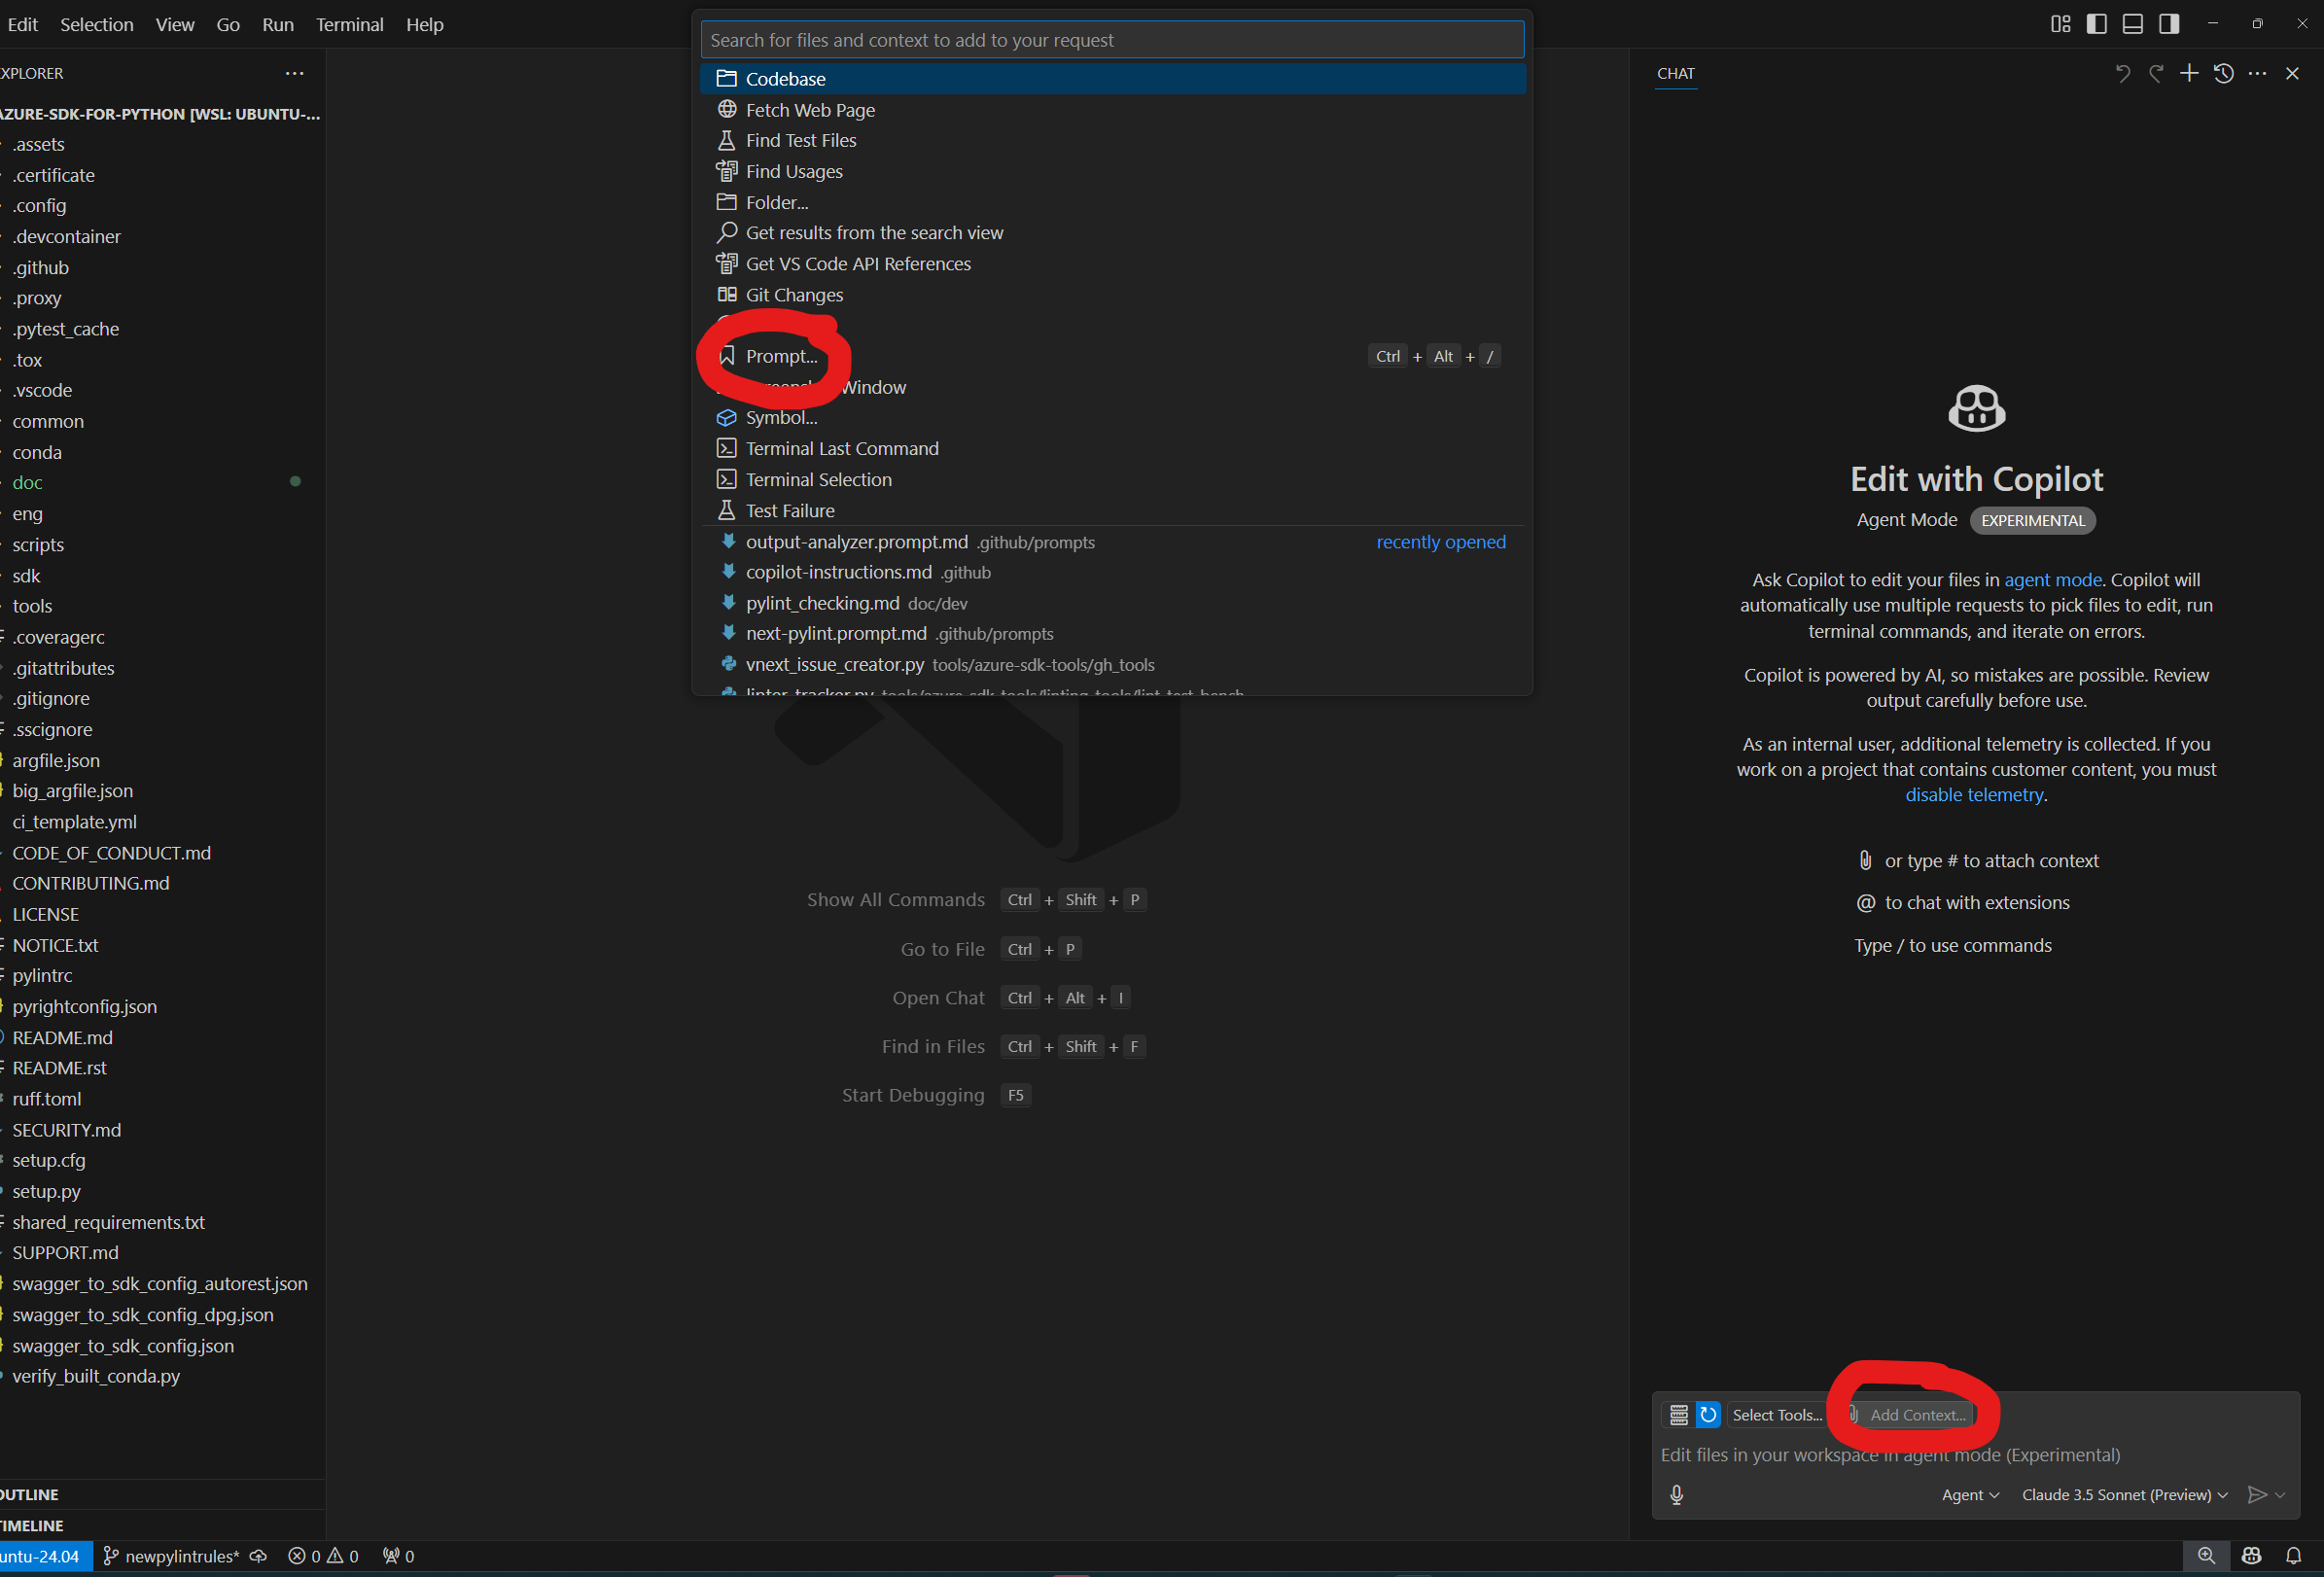 Edit Selection View Go Run Terminal Help
XPLORER
AZURE-SDK-FOR-PYTHON [WSL: UBUNTU-...
.assets
.certificate
.config
.devcontainer
.github
.proxy
.pytest_cache
.tox
.vscode
common
conda
doc
eng
scripts
sdk
tools
.coveragerc
.gitattributes
.gitignore
.sscignore
argfile.json
big_argfile.json
ci_template.yml
CODE_OF_CONDUCT.md
CONTRIBUTING.md
LICENSE
NOTICE.txt
pylintrc
pyrightconfig.json
README.md
README.rst
ruff.toml
SECURITY.md
setup.cfg
setup.py
shared_requirements.txt
SUPPORT.md
swagger_to_sdk_config_autorest.json
swagger_to_sdk_config_dpg.json
swagger_to_sdk_config.json
verify_built_conda.py
OUTLINE
TIMELINE
Search for files and context to add to your request
Codebase
Fetch Web Page
Find Test Files
Find Usages
Folder...
Get results from the search view
Get VS Code API References
Git Changes
Prompt... Ctrl + Alt + /
Window
Symbol...
Terminal Last Command
Terminal Selection
Test Failure
output-analyzer.prompt.md .github/prompts recently opened
copilot-instructions.md .github
pylint_checking.md doc/dev
next-pylint.prompt.md .github/prompts
vnext_issue_creator.py tools/azure-sdk-tools/gh_tools
linter_tracker.py tools/azure-sdk-tools/linting_tools/lint_test_bench
Show All Commands Ctrl + Shift + P
Go to File Ctrl + P
Open Chat Ctrl + Alt + I
Find in Files Ctrl + Shift + F
Start Debugging F5
CHAT
Edit with Copilot
Agent Mode EXPERIMENTAL
Ask Copilot to edit your files in agent mode. Copilot will
automatically use multiple requests to pick files to edit, run
terminal commands, and iterate on errors.
Copilot is powered by AI, so mistakes are possible. Review
output carefully before use.
As an internal user, additional telemetry is collected. If you
work on a project that contains customer content, you must
disable telemetry.
or type # to attach context
@ to chat with extensions
Type / to use commands
Select Tools... Add Context...
Edit files in your workspace in agent mode (Experimental)
Agent Claude 3.5 Sonnet (Preview)
untu-24.04 newpylintrules* 0 0 0